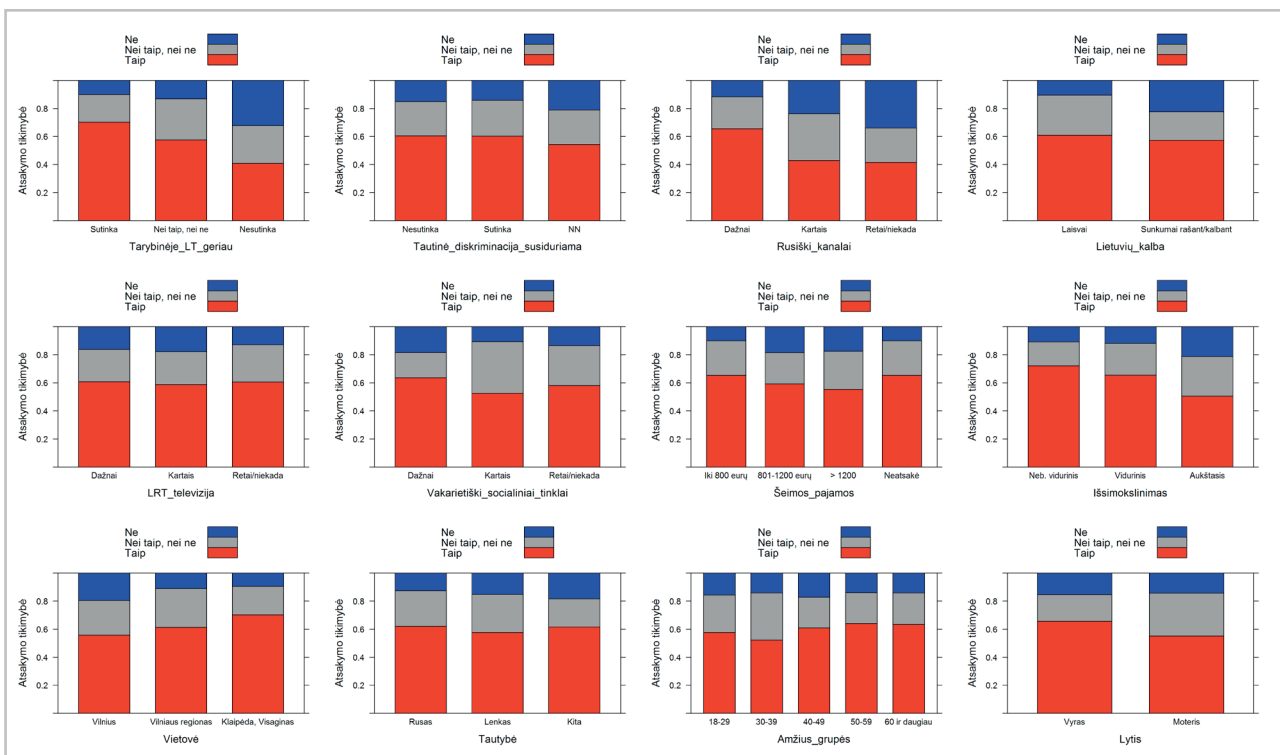 Ne
Nei taip, nei ne
Taip
Atsakymo tikimybė
0.8
0.6
0.4
0.2
Sutinka Nei taip, nei ne Nesutinka
Tarybinėje_LT_geriau
Ne
Nei taip, nei ne
Taip
Atsakymo tikimybė
0.8
0.6
0.4
0.2
Nesutinka Sutinka NN
Tautinė_diskriminacija_susiduriama
Ne
Nei taip, nei ne
Taip
Atsakymo tikimybė
0.8
0.6
0.4
0.2
Dažnai Kartais Retai/niekada
Rusiški_kanalai
Ne
Nei taip, nei ne
Taip
Atsakymo tikimybė
0.8
0.6
0.4
0.2
Laisvai Sunkumai rašant/kalbant
Lietuvių_kalba
Ne
Nei taip, nei ne
Taip
Atsakymo tikimybė
0.8
0.6
0.4
0.2
Dažnai Kartais Retai/niekada
LRT_televizija
Ne
Nei taip, nei ne
Taip
Atsakymo tikimybė
0.8
0.6
0.4
0.2
Dažnai Kartais Retai/niekada
Vakarietiški_socialiniai_tinklai
Ne
Nei taip, nei ne
Taip
Atsakymo tikimybė
0.8
0.6
0.4
0.2
Iki 800 eurų 801-1200 eurų > 1200 Neatsakė
Šeimos_pajamos
Ne
Nei taip, nei ne
Taip
Atsakymo tikimybė
0.8
0.6
0.4
0.2
Neb. vidurinis Vidurinis Aukštasis
Išsimokslinimas
Ne
Nei taip, nei ne
Taip
Atsakymo tikimybė
0.8
0.6
0.4
0.2
Vilnius Vilniaus regionas Klaipėda, Visaginas
Vietovė
Ne
Nei taip, nei ne
Taip
Atsakymo tikimybė
0.8
0.6
0.4
0.2
Rusas Lenkas Kita
Tautybė
Ne
Nei taip, nei ne
Taip
Atsakymo tikimybė
0.8
0.6
0.4
0.2
18-29 30-39 40-49 50-59 60 ir daugiau
Amžius_grupės
Ne
Nei taip, nei ne
Taip
Atsakymo tikimybė
0.8
0.6
0.4
0.2
Vyras Moteris
Lytis